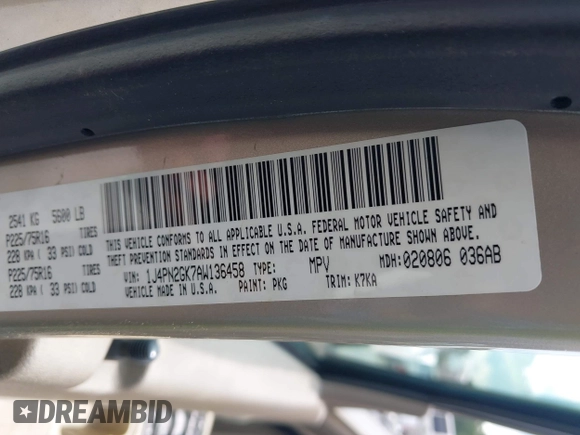 2541 KG 5600 LB
P225/75R16 TIRES
228 KPA ( 33 PSI) COLD
P225/75R16 TIRES
228 KPA ( 33 PSI) COLD
THIS VEHICLE CONFORMS TO ALL APPLICABLE U.S.A. FEDERAL MOTOR VEHICLE SAFETY AND
THEFT PREVENTION STANDARDS IN EFFECT ON THE DATE OF MANUFACTURE SHOWN ABOVE.
VIN: 1J4PN2GK7AW136458 TYPE: MPV MDH: 020806 036AB
VEHICLE MADE IN U.S.A. PAINT: PKG TRIM: K7KA
DREAMBID